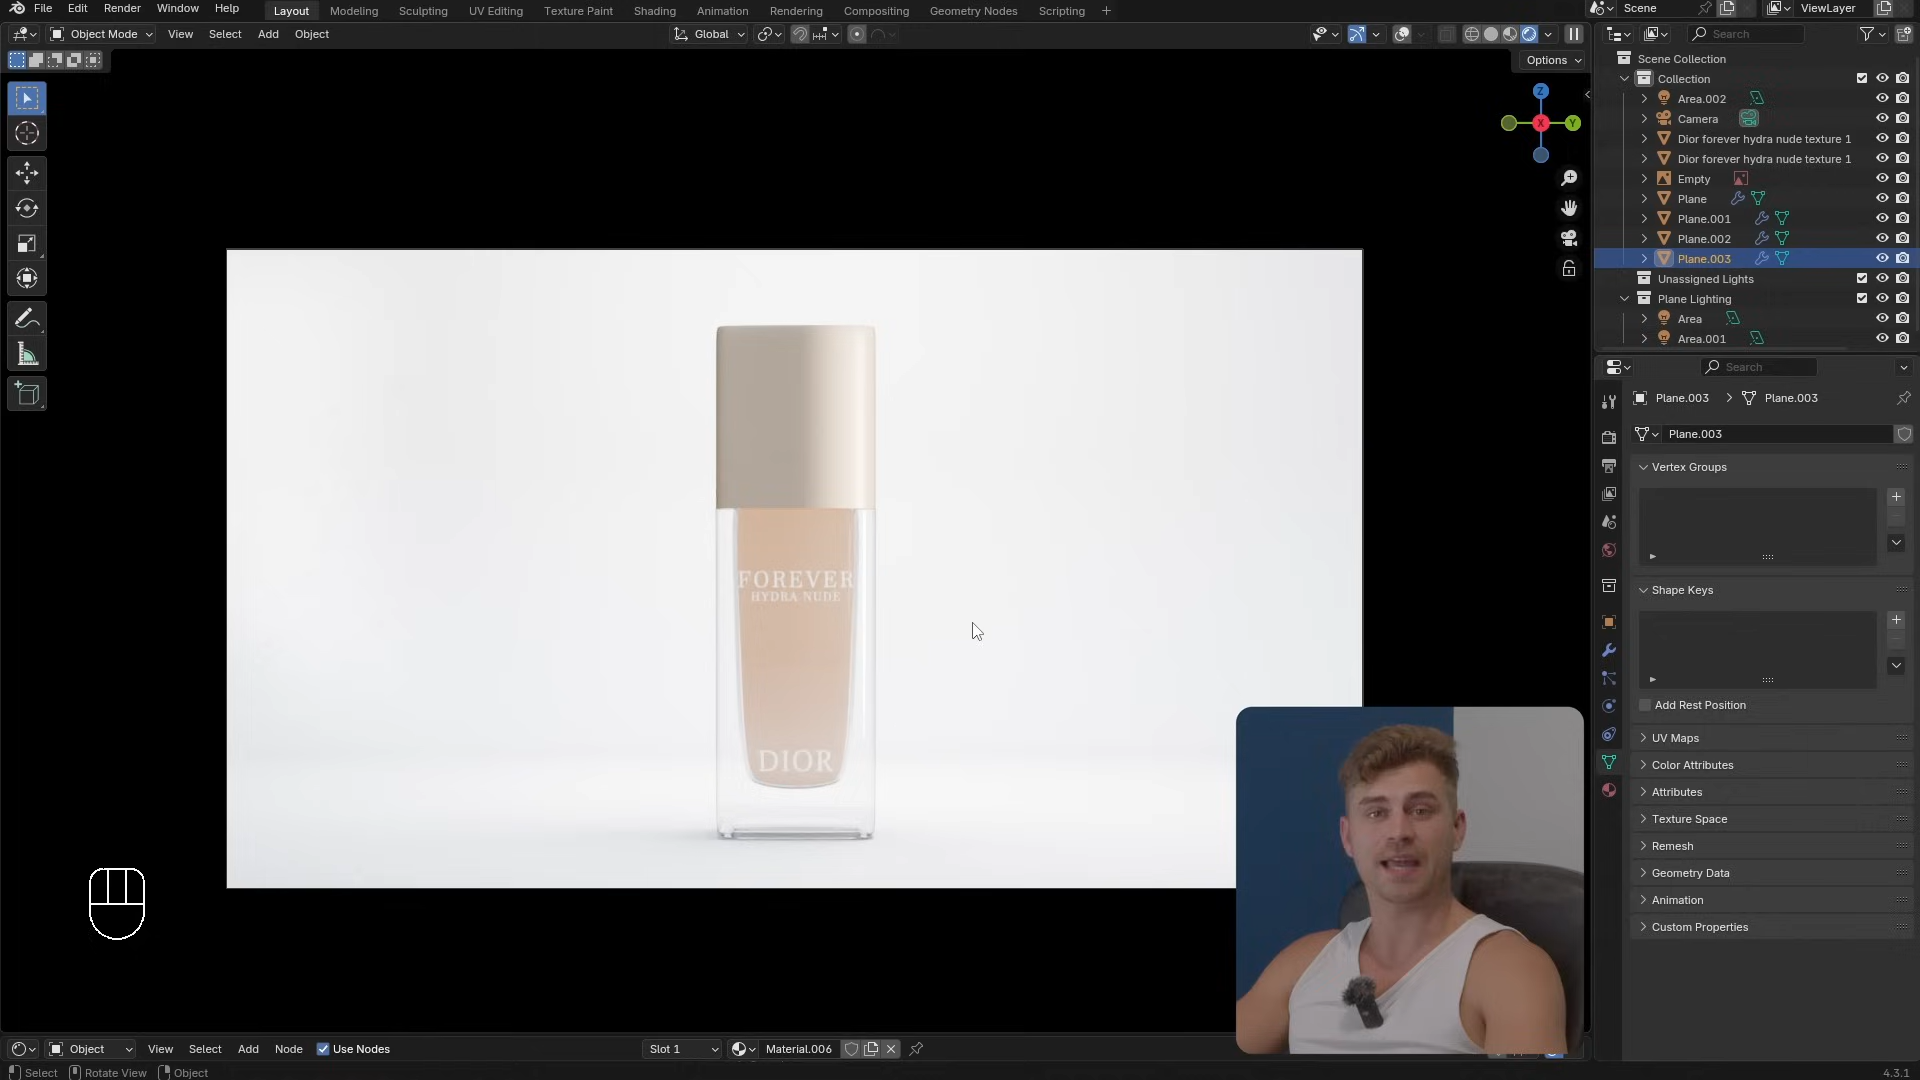 File Edit Render Window Help Layout Modeling Sculpting UV Editing Texture Paint Shading Animation Rendering Compositing Geometry Nodes Scripting + Scene ViewLayer
Object Mode View Select Add Object Global Search
Options
Scene Collection
Collection
Area.002
Camera
Dior forever hydra nude texture 1
Dior forever hydra nude texture 1
Empty
Plane
Plane.001
Plane.002
Plane.003
Unassigned Lights
Plane Lighting
Area
Area.001
Z
X
Y
Search
Plane.003 > Plane.003
Plane.003
Vertex Groups
Shape Keys
Add Rest Position
UV Maps
Color Attributes
Attributes
Texture Space
Remesh
Geometry Data
Animation
Custom Properties
FOREVER
HYDRA NUDE
DIOR
Object View Select Add Node Use Nodes Slot 1 Material.006
Select Rotate View Object 4.3.1